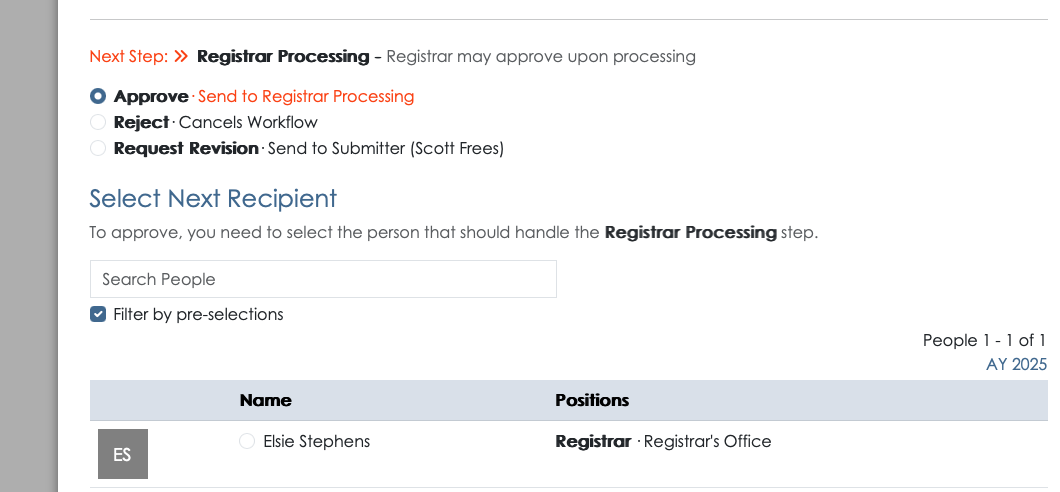 Next Step: » Registrar Processing - Registrar may approve upon processing
Approve · Send to Registrar Processing
Reject · Cancels Workflow
Request Revision · Send to Submitter (Scott Frees)
Select Next Recipient
To approve, you need to select the person that should handle the Registrar Processing step.
Search People
Filter by pre-selections
People 1 - 1 of 1
AY 2025
Name Positions
ES Elsie Stephens Registrar · Registrar's Office